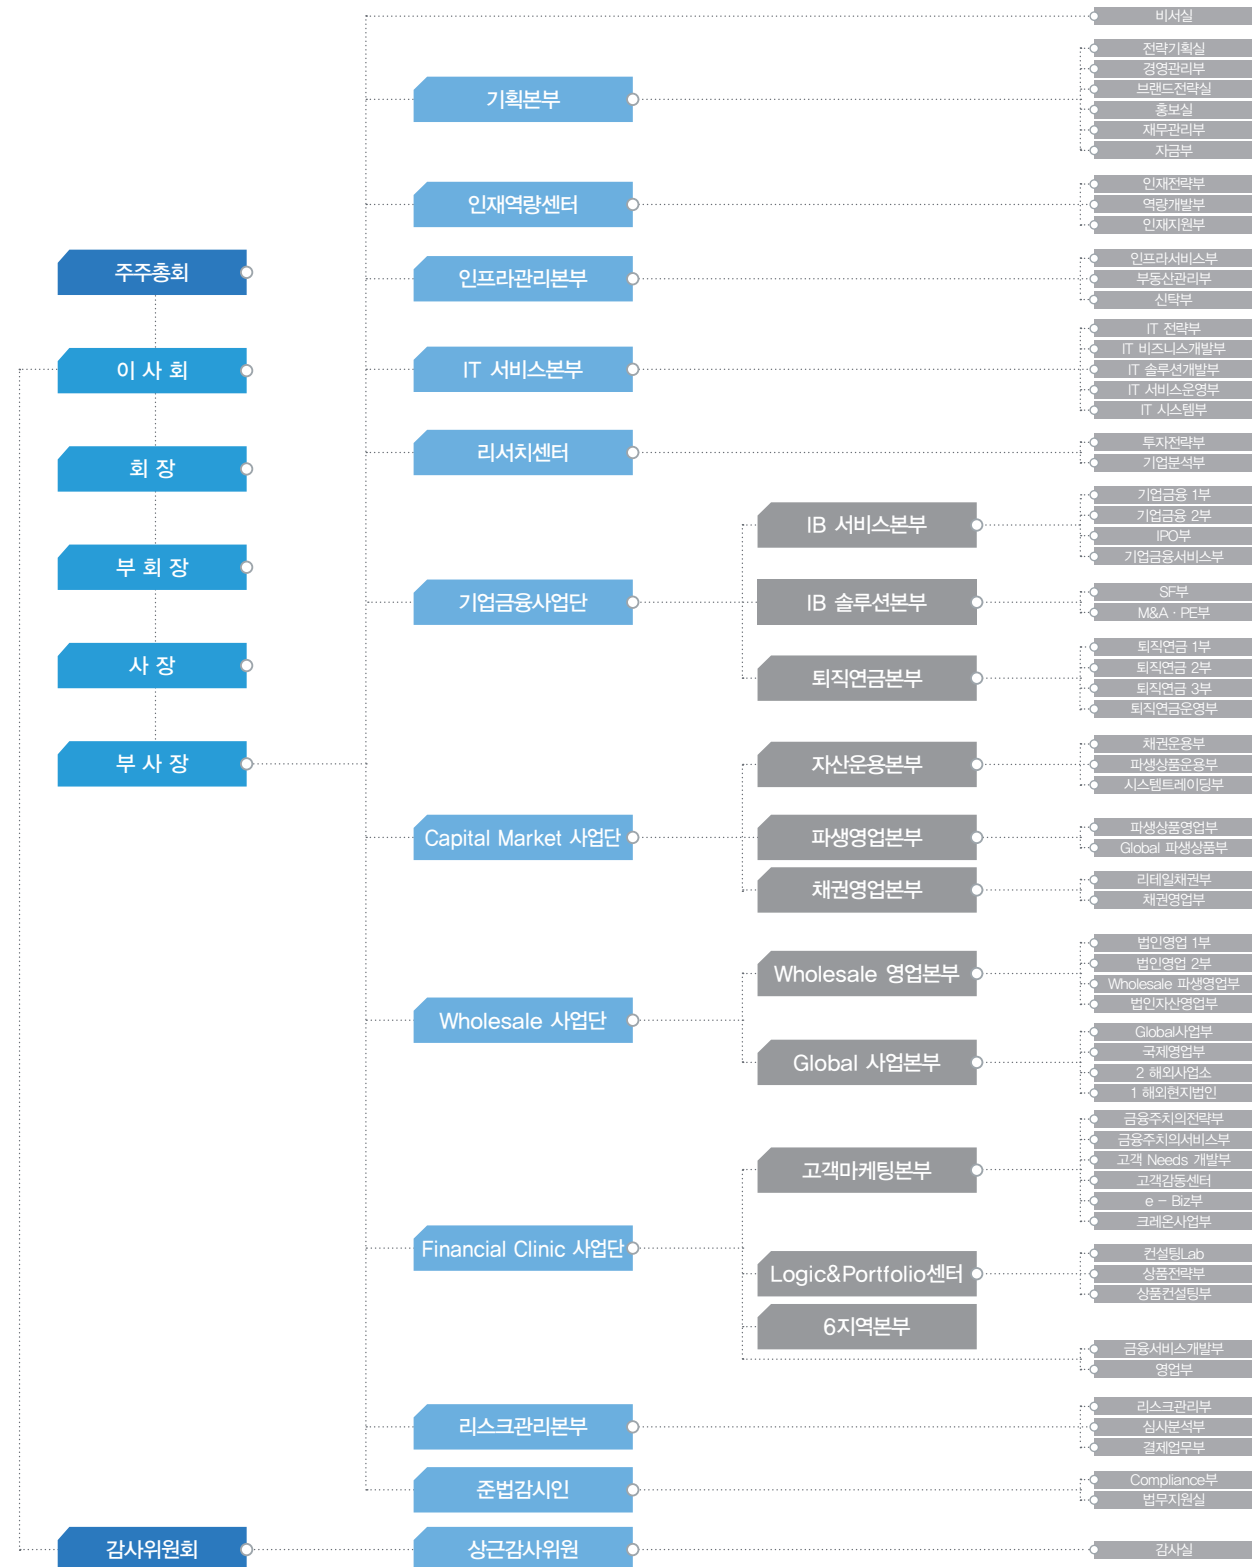 주주총회
이 사 회
회 장
부 회 장
사 장
부 사 장
비서실
기획본부
전략기획실
경영관리부
브랜드전략실
홍보실
재무관리부
자금부
인재역량센터
인재전략부
역량개발부
인재지원부
인프라관리본부
인프라서비스부
부동산관리부
신탁부
IT 서비스본부
IT 전략부
IT 비즈니스개발부
IT 솔루션개발부
IT 서비스운영부
IT 시스템부
리서치센터
투자전략부
기업분석부
기업금융사업단
IB 서비스본부
기업금융 1부
기업금융 2부
IPO부
기업금융서비스부
IB 솔루션본부
SF부
M&A · PE부
퇴직연금본부
퇴직연금 1부
퇴직연금 2부
퇴직연금 3부
퇴직연금운영부
Capital Market 사업단
자산운용본부
채권운용부
파생상품운용부
시스템트레이딩부
파생영업본부
파생상품영업부
Global 파생상품부
채권영업본부
리테일채권부
채권영업부
Wholesale 사업단
Wholesale 영업본부
법인영업 1부
법인영업 2부
Wholesale 파생영업부
법인자산영업부
Global 사업본부
Global사업부
국제영업부
2 해외사업소
1 해외현지법인
Financial Clinic 사업단
고객마케팅본부
금융주치의전략부
금융주치의서비스부
고객 Needs 개발부
고객감동센터
e - Biz부
크레온사업부
Logic&Portfolio센터
컨설팅Lab
상품전략부
상품컨설팅부
6지역본부
금융서비스개발부
영업부
리스크관리본부
리스크관리부
심사분석부
결제업무부
준법감시인
Compliance부
법무지원실
감사위원회
상근감사위원
감사실